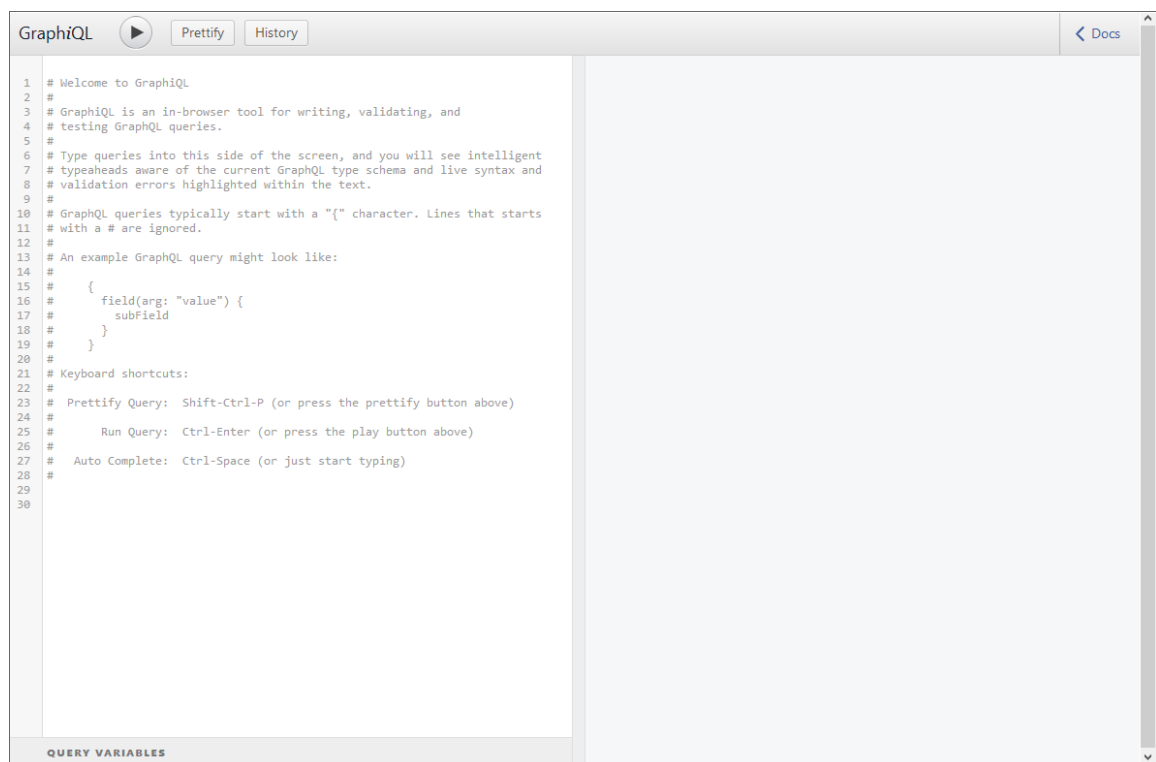 GraphiQL Prettify History Docs
1 # Welcome to GraphiQL
2 #
3 # GraphiQL is an in-browser tool for writing, validating, and
4 # testing GraphQL queries.
5 #
6 # Type queries into this side of the screen, and you will see intelligent
7 # typeaheads aware of the current GraphQL type schema and live syntax and
8 # validation errors highlighted within the text.
9 #
10 # GraphQL queries typically start with a "{" character. Lines that starts
11 # with a # are ignored.
12 #
13 # An example GraphQL query might look like:
14 #
15 #     {
16 #       field(arg: "value") {
17 #         subField
18 #       }
19 #     }
20 #
21 # Keyboard shortcuts:
22 #
23 #  Prettify Query:  Shift-Ctrl-P (or press the prettify button above)
24 #
25 #       Run Query:  Ctrl-Enter (or press the play button above)
26 #
27 #   Auto Complete:  Ctrl-Space (or just start typing)
28 #
29
30
QUERY VARIABLES